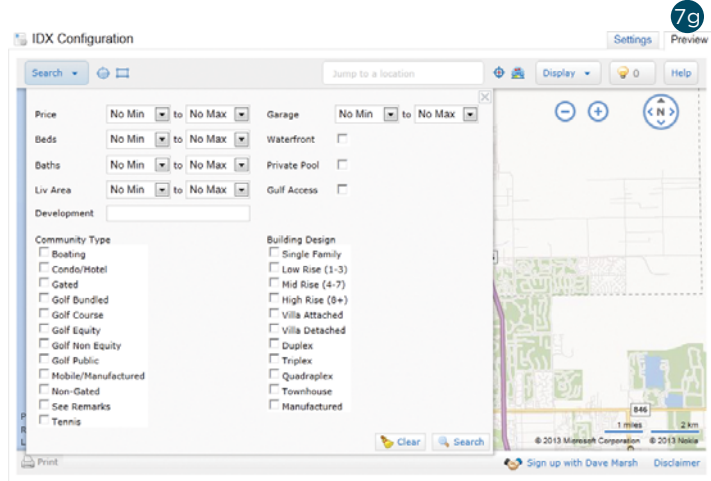 7g
IDX Configuration
Settings Preview
Search Jump to a location Display 0 Help
Price No Min to No Max Garage No Min to No Max
Beds No Min to No Max Waterfront
Baths No Min to No Max Private Pool
Liv Area No Min to No Max Gulf Access
Development
Community Type
Boating
Condo/Hotel
Gated
Golf Bundled
Golf Course
Golf Equity
Golf Non Equity
Golf Public
Mobile/Manufactured
Non-Gated
See Remarks
Tennis
Building Design
Single Family
Low Rise (1-3)
Mid Rise (4-7)
High Rise (8+)
Villa Attached
Villa Detached
Duplex
Triplex
Quadraplex
Townhouse
Manufactured
Clear Search
N
846
1 miles 2 km
© 2013 Microsoft Corporation © 2013 Nokia
P
R
L
Print Sign up with Dave Marsh Disclaimer